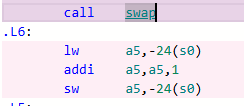 call swap
.L6:
lw a5,-24(s0)
addi a5,a5,1
sw a5,-24(s0)